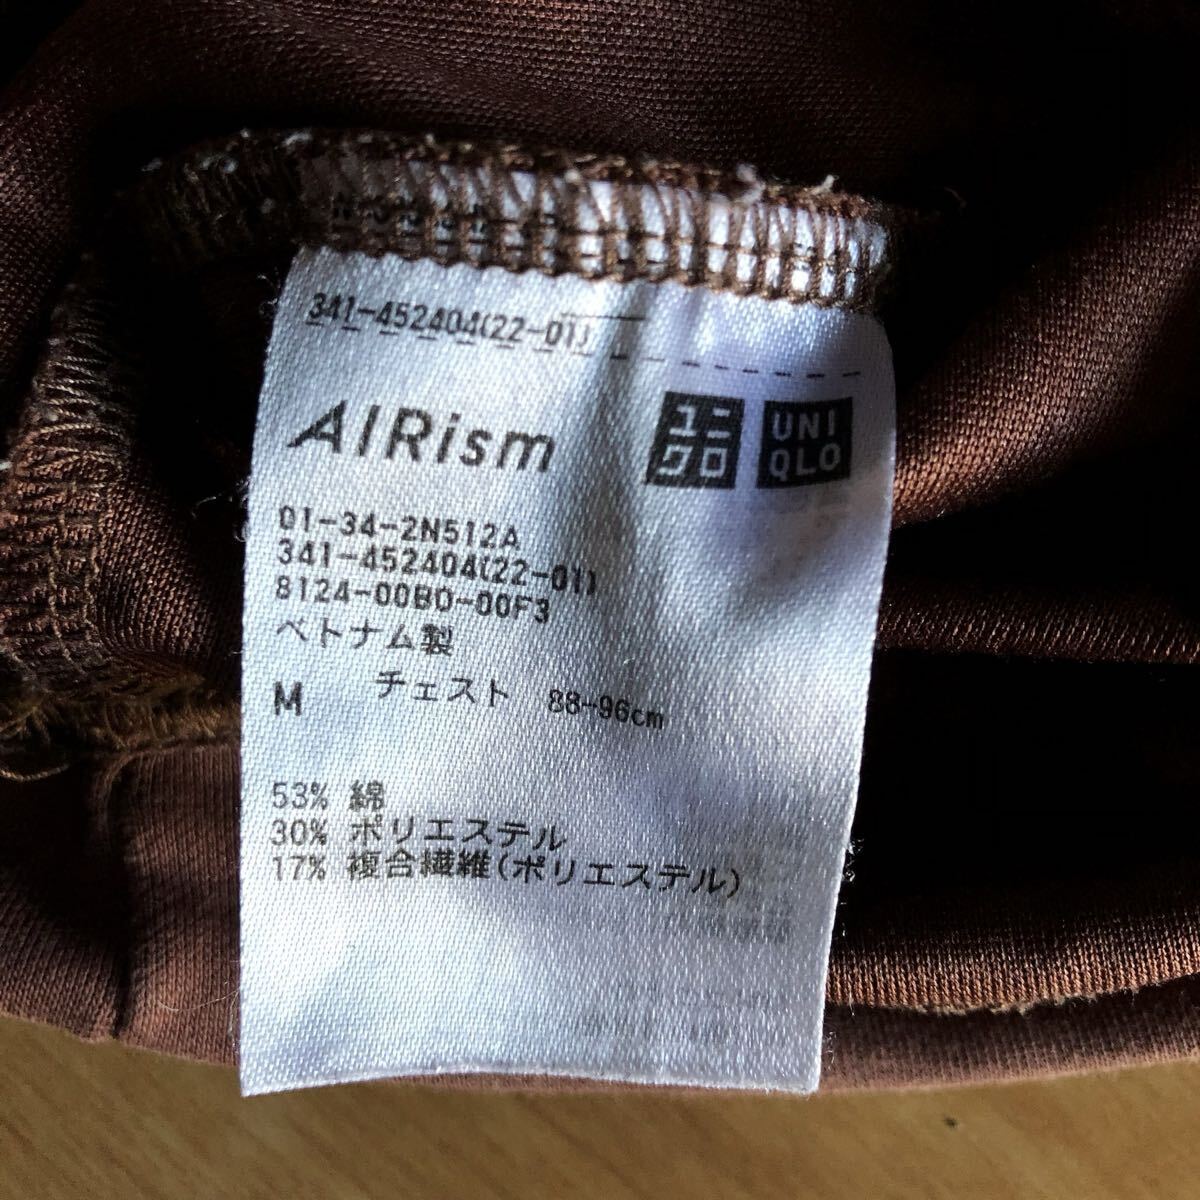 341-452404(22-01)
AIRism
ユニ
クロ
UNI
QLO
01-34-2N512A
341-452404(22-01)
8124-00B0-00F3
ベトナム製
M チェスト 88-96cm
53% 綿
30% ポリエステル
17% 複合繊維(ポリエステル)